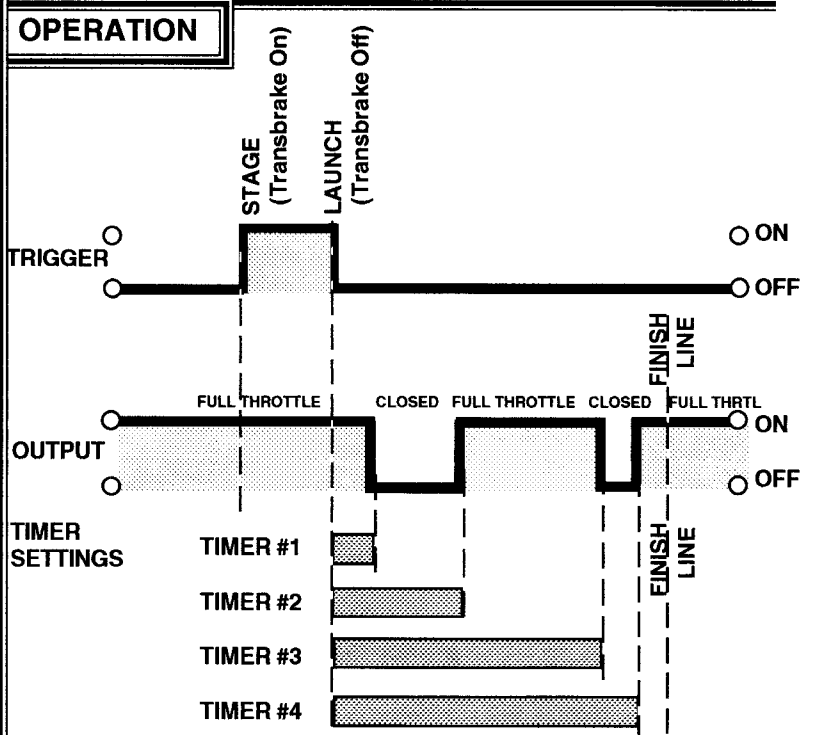 OPERATION
STAGE
(Transbrake On)
LAUNCH
(Transbrake Off)
TRIGGER
ON
OFF
FINISH
LINE
FULL THROTTLE
CLOSED
FULL THROTTLE
CLOSED
FULL THRTL
OUTPUT
ON
OFF
TIMER
SETTINGS
FINISH
LINE
TIMER #1
TIMER #2
TIMER #3
TIMER #4